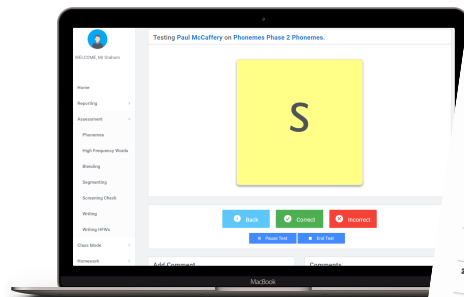 Testing Paul McCaffery on Phonemes Phase 2 Phonemes.
WELCOME, Mr Graham
Home
Reporting
Assessment
Phonemes
High Frequency Words
Blending
Segmenting
Screening Check
Writing
Writing HFWs
Class Mode
Homework
s
Back
Correct
Incorrect
Pause Test
End Test
Add Comment
Comments
MacBook